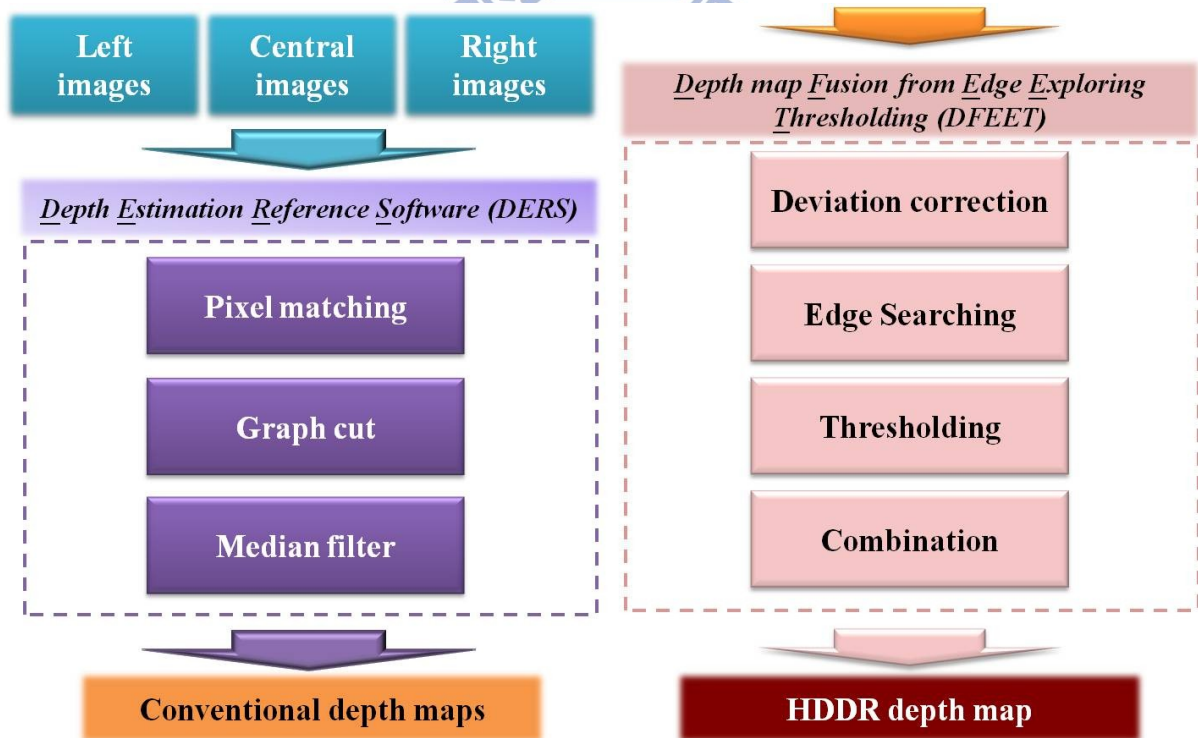 Left
images
Central
images
Right
images
Depth Estimation Reference Software (DERS)
Pixel matching
Graph cut
Median filter
Conventional depth maps
Depth map Fusion from Edge Exploring
Thresholding (DFEET)
Deviation correction
Edge Searching
Thresholding
Combination
HDDR depth map